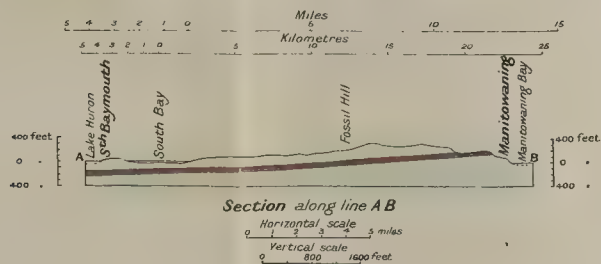 Miles
5 4 3 2 1 0 5 10 15
Kilometres
5 4 3 2 1 0 5 10 15 20 25
Lake Huron
Sth Baymouth
South Bay
Fossil Hill
Manitowaning
Manitowaning Bay
400 feet 400 feet
A B
0 0
400 400
Section along line AB
Horizontal scale
0 1 2 3 4 5 miles
Vertical scale
0 800 1600 feet